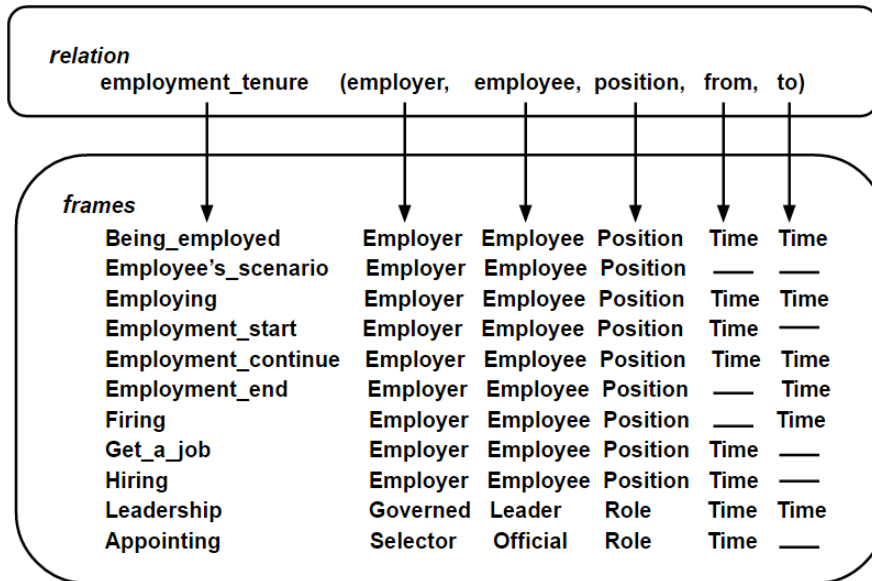 relation
employment_tenure (employer, employee, position, from, to)
frames
Being_employed Employer Employee Position Time Time
Employee's_scenario Employer Employee Position
Employing Employer Employee Position Time Time
Employment_start Employer Employee Position Time
Employment_continue Employer Employee Position Time Time
Employment_end Employer Employee Position Time
Firing Employer Employee Position Time
Get_a_job Employer Employee Position Time
Hiring Employer Employee Position Time
Leadership Governed Leader Role Time Time
Appointing Selector Official Role Time